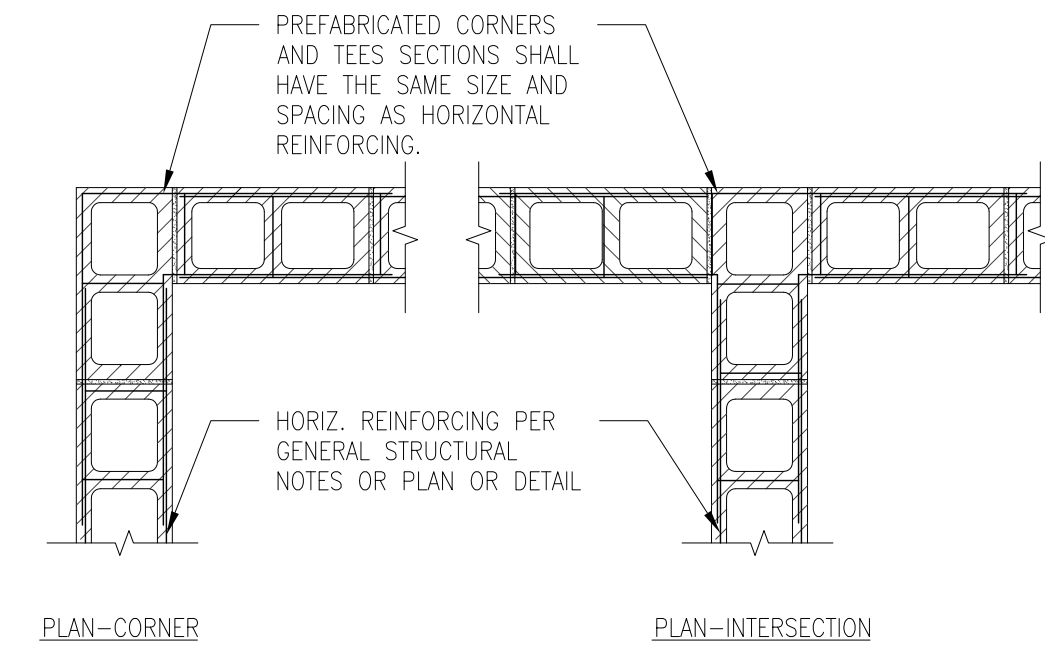 PREFABRICATED CORNERS
AND TEES SECTIONS SHALL
HAVE THE SAME SIZE AND
SPACING AS HORIZONTAL
REINFORCING.
HORIZ. REINFORCING PER
GENERAL STRUCTURAL
NOTES OR PLAN OR DETAIL
PLAN-CORNER
PLAN-INTERSECTION